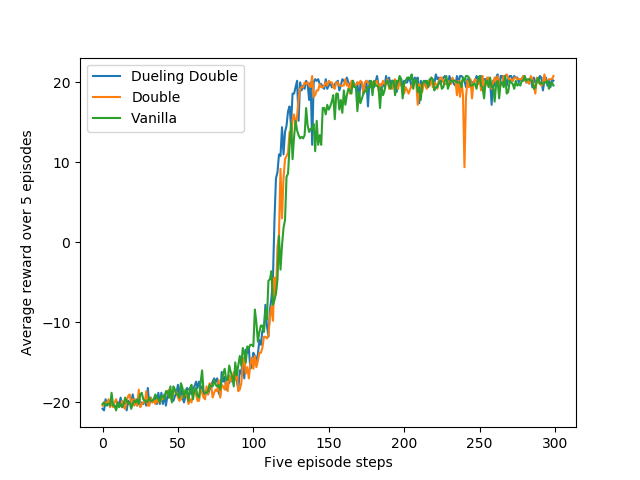 Dueling Double
Double
Vanilla
20
10
0
−10
−20
Average reward over 5 episodes
0 50 100 150 200 250 300
Five episode steps